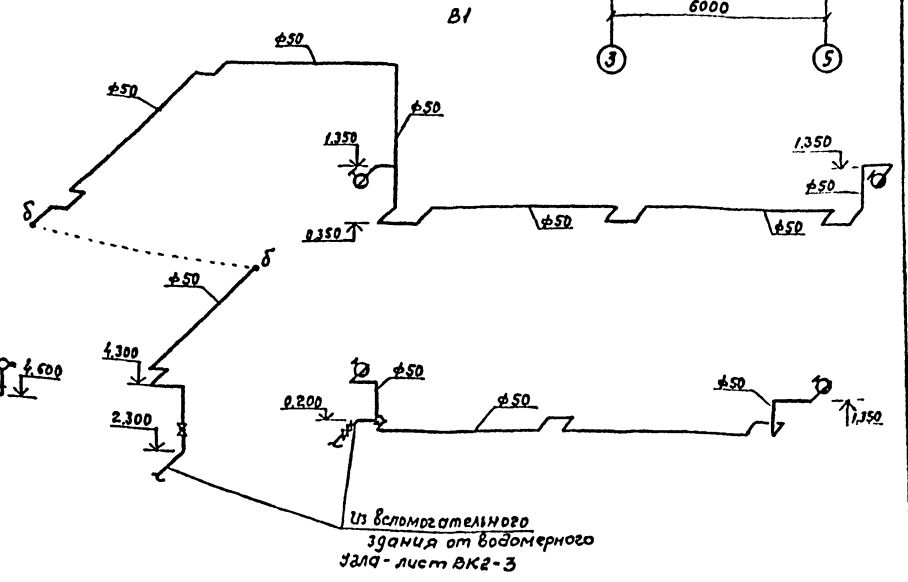 В1
6000
3
5
ф50
ф50
ф50
1.350
1.350
ф50
б
0.350
ф50
ф50
б
ф50
4.300
4.600
ф50
ф50
0.200
ф50
2.300
1.350
Из вспомогательного
здания от водомерного
узла - лист ВК2-3